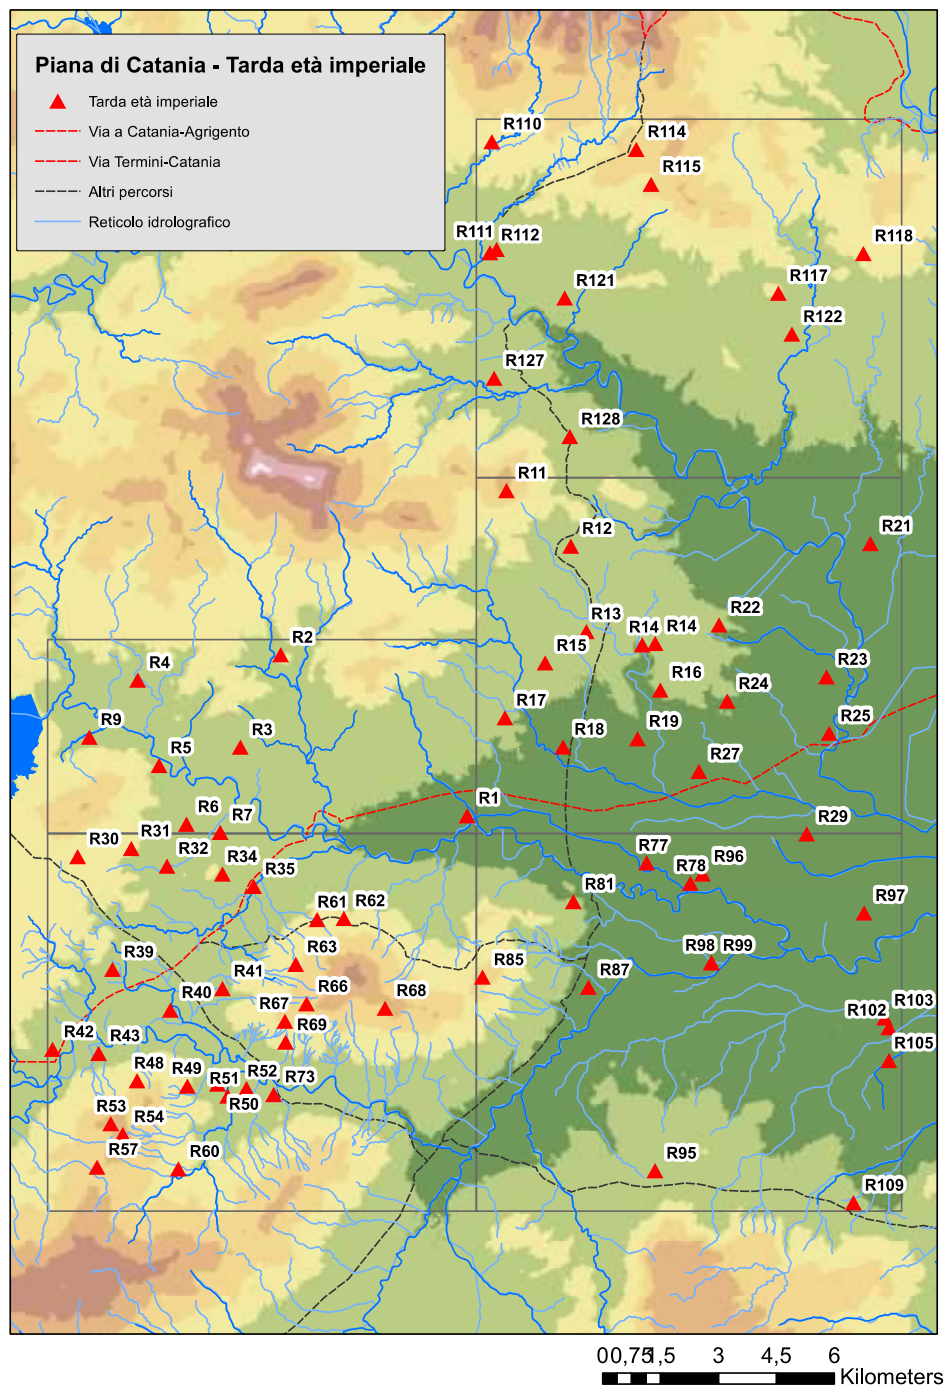 Piana di Catania - Tarda età imperiale
Tarda età imperiale
Via a Catania-Agrigento
Via Termini-Catania
Altri percorsi
Reticolo idrolografico
R110
R114
R115
R111
R112
R118
R121
R117
R122
R127
R128
R11
R12
R21
R13
R14
R14
R22
R2
R15
R4
R16
R23
R24
R17
R9
R3
R18
R19
R25
R5
R27
R1
R6
R7
R29
R30
R31
R32
R34
R77
R78
R96
R35
R81
R97
R61
R62
R63
R98
R99
R39
R41
R85
R87
R40
R67
R66
R68
R102
R103
R69
R42
R43
R105
R48
R49
R51
R52
R73
R50
R53
R54
R57
R60
R95
R109
0 0,75 1,5 3 4,5 6
Kilometers